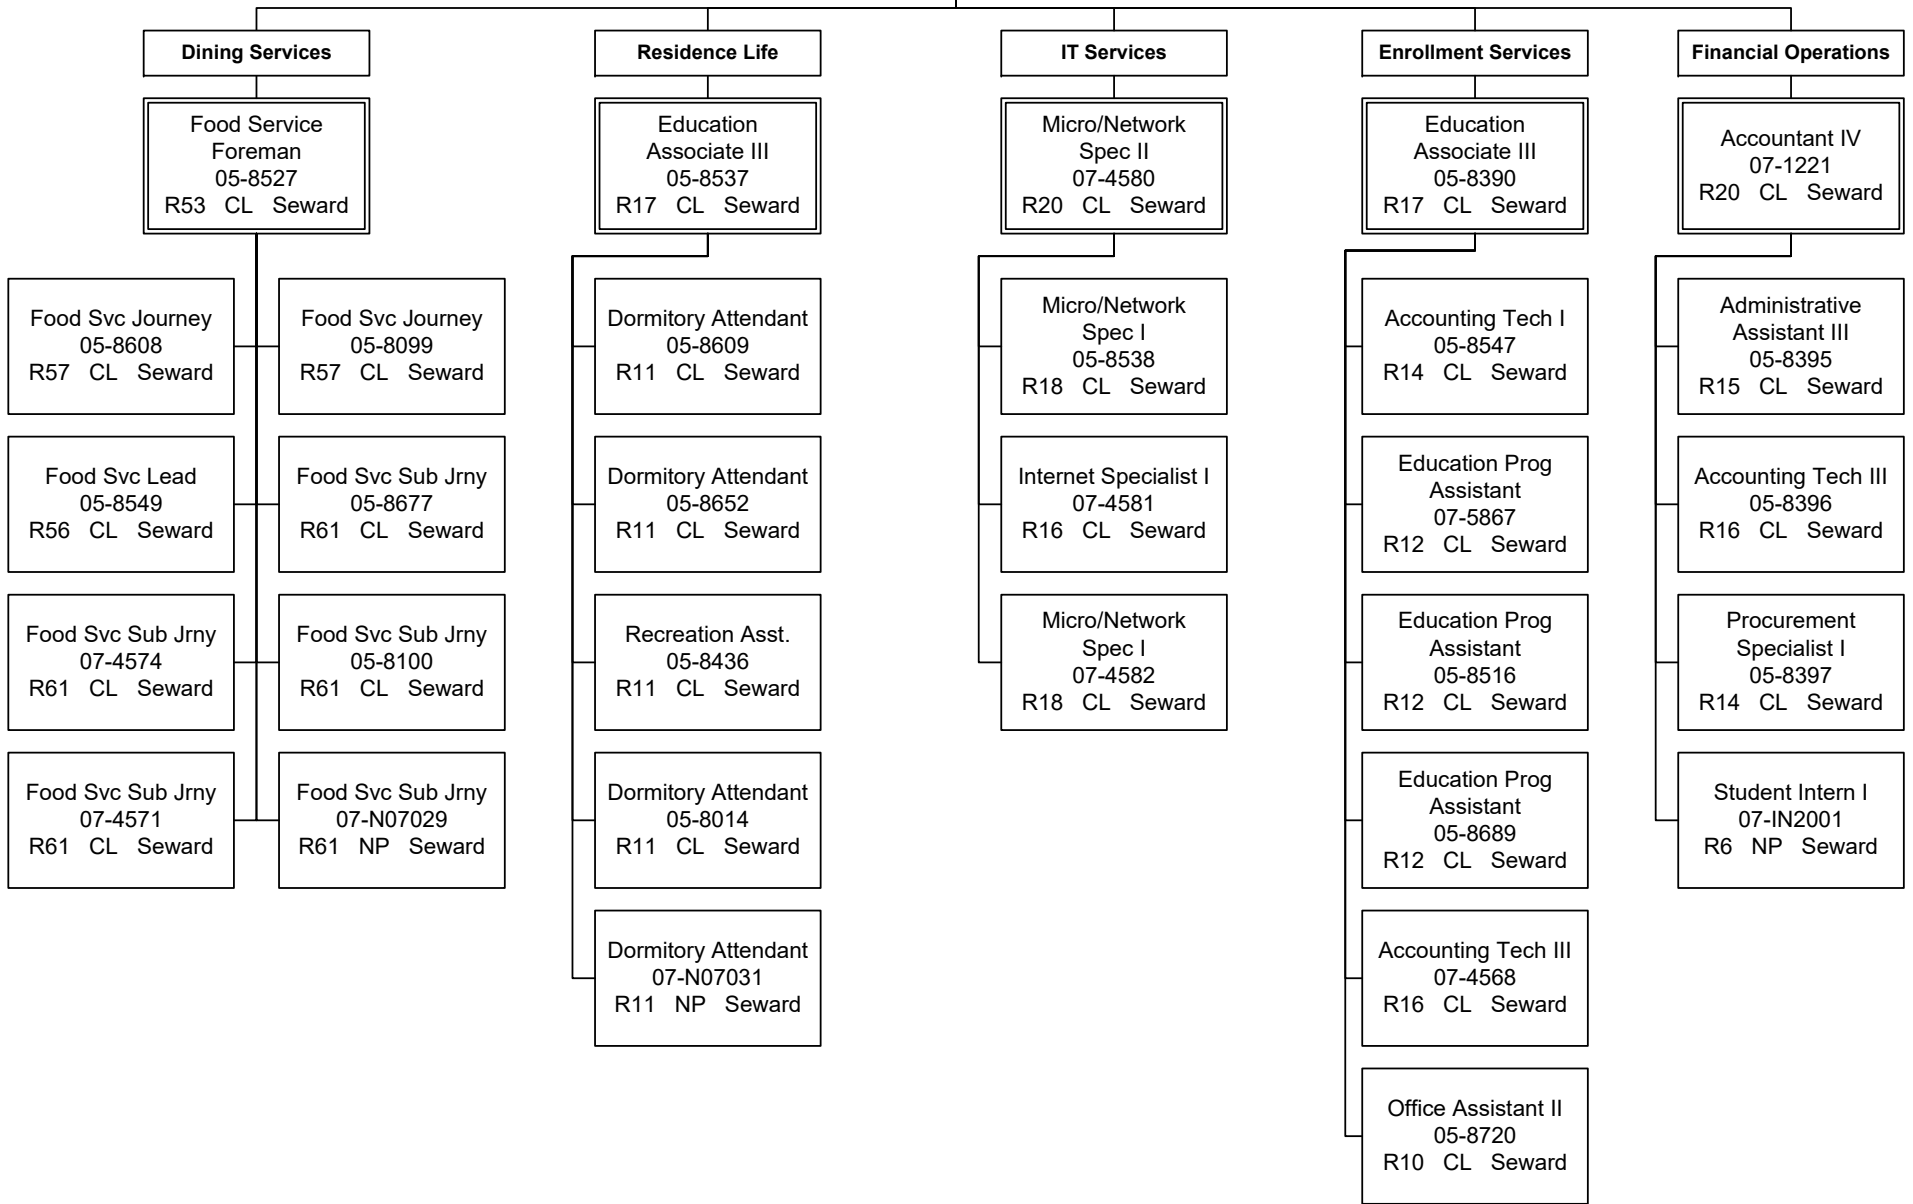 Dining Services
Food Service
Foreman
05-8527
R53 CL Seward
Food Svc Journey
05-8608
R57 CL Seward
Food Svc Journey
05-8099
R57 CL Seward
Food Svc Lead
05-8549
R56 CL Seward
Food Svc Sub Jrny
05-8677
R61 CL Seward
Food Svc Sub Jrny
07-4574
R61 CL Seward
Food Svc Sub Jrny
05-8100
R61 CL Seward
Food Svc Sub Jrny
07-4571
R61 CL Seward
Food Svc Sub Jrny
07-N07029
R61 NP Seward
Residence Life
Education
Associate III
05-8537
R17 CL Seward
Dormitory Attendant
05-8609
R11 CL Seward
Dormitory Attendant
05-8652
R11 CL Seward
Recreation Asst.
05-8436
R11 CL Seward
Dormitory Attendant
05-8014
R11 CL Seward
Dormitory Attendant
07-N07031
R11 NP Seward
IT Services
Micro/Network
Spec II
07-4580
R20 CL Seward
Micro/Network
Spec I
05-8538
R18 CL Seward
Internet Specialist I
07-4581
R16 CL Seward
Micro/Network
Spec I
07-4582
R18 CL Seward
Enrollment Services
Education
Associate III
05-8390
R17 CL Seward
Accounting Tech I
05-8547
R14 CL Seward
Education Prog
Assistant
07-5867
R12 CL Seward
Education Prog
Assistant
05-8516
R12 CL Seward
Education Prog
Assistant
05-8689
R12 CL Seward
Accounting Tech III
07-4568
R16 CL Seward
Office Assistant II
05-8720
R10 CL Seward
Financial Operations
Accountant IV
07-1221
R20 CL Seward
Administrative
Assistant III
05-8395
R15 CL Seward
Accounting Tech III
05-8396
R16 CL Seward
Procurement
Specialist I
05-8397
R14 CL Seward
Student Intern I
07-IN2001
R6 NP Seward